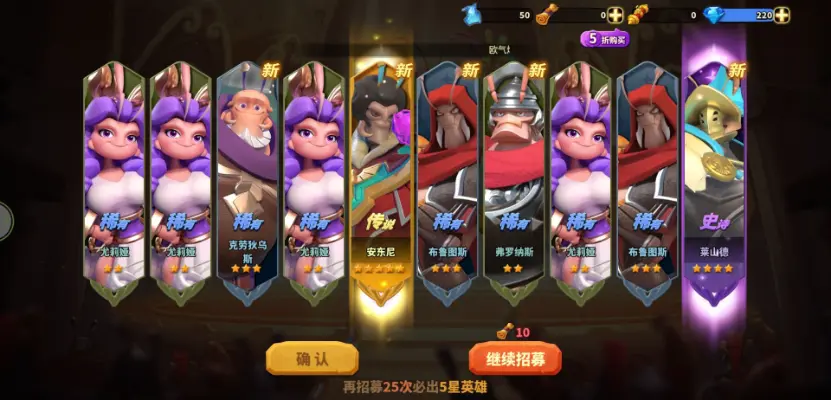 50
0
0
220
5折购买
欧气
新
新
新
新
新
稀有
稀有
稀有
稀有
传说
稀有
稀有
稀有
稀有
史诗
尤莉娅
尤莉娅
克劳狄乌斯
尤莉娅
安东尼
布鲁图斯
弗罗纳斯
尤莉娅
布鲁图斯
莱山德
10
确认
继续招募
再招募25次必出5星英雄